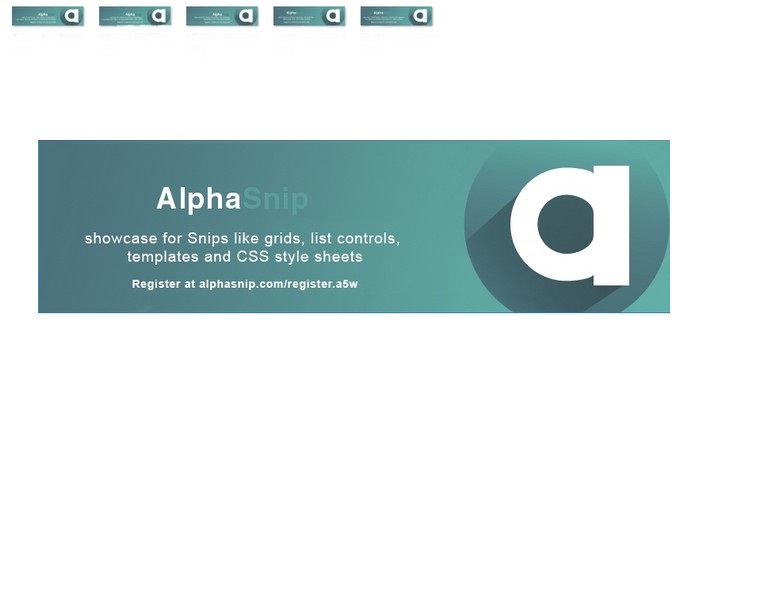 AlphaSnip
showcase for Snips like grids, list controls,
templates and CSS style sheets
Register at alphasnip.com/register.a5w
a